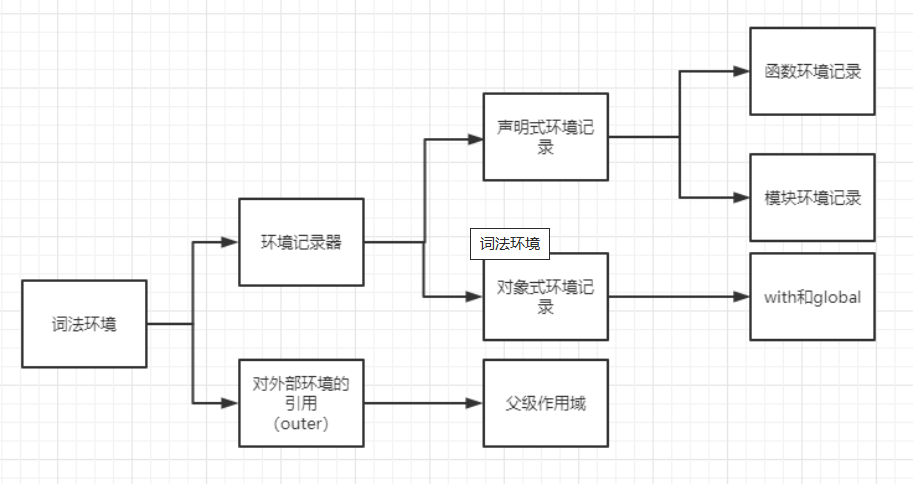 函数环境记录
声明式环境记
录
模块环境记录
环境记录器
词法环境
对象式环境记
录
with和global
词法环境
对外部环境的
引用
（outer）
父级作用域